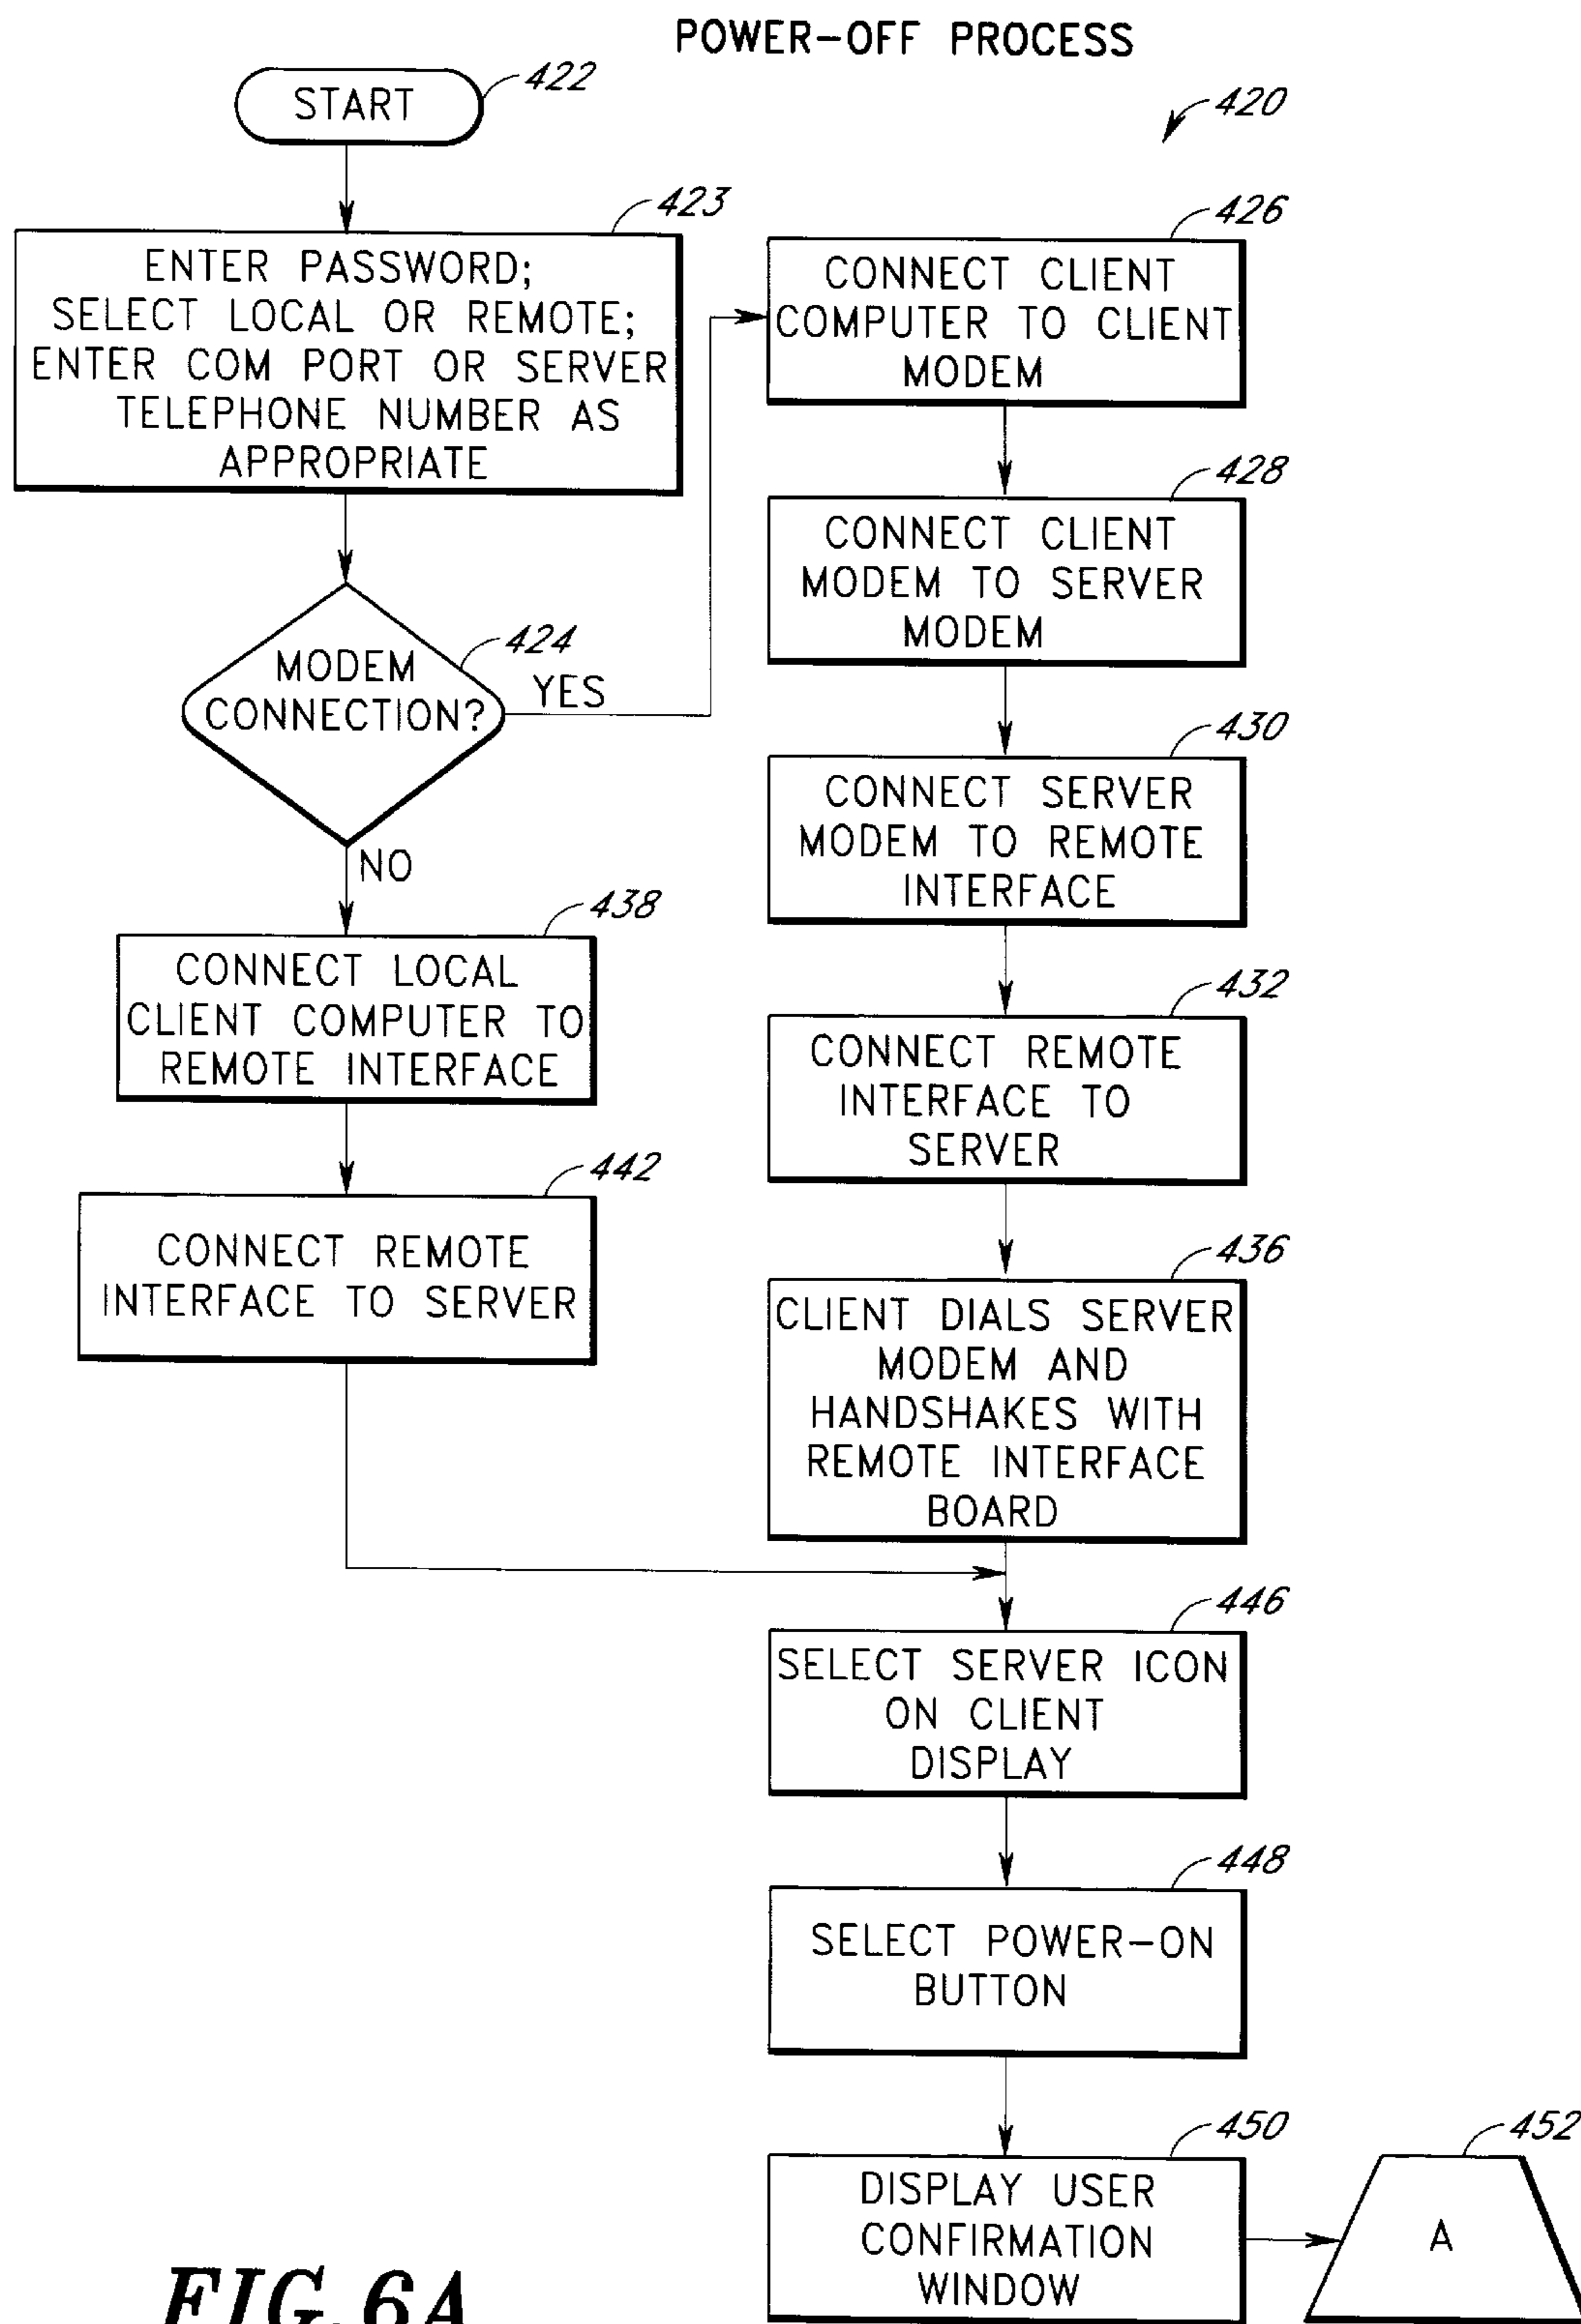 POWER-OFF PROCESS
420
START
422
423
ENTER PASSWORD;
SELECT LOCAL OR REMOTE;
ENTER COM PORT OR SERVER
TELEPHONE NUMBER AS
APPROPRIATE
424
MODEM
CONNECTION?
YES
NO
438
CONNECT LOCAL
CLIENT COMPUTER TO
REMOTE INTERFACE
442
CONNECT REMOTE
INTERFACE TO SERVER
426
CONNECT CLIENT
COMPUTER TO CLIENT
MODEM
428
CONNECT CLIENT
MODEM TO SERVER
MODEM
430
CONNECT SERVER
MODEM TO REMOTE
INTERFACE
432
CONNECT REMOTE
INTERFACE TO
SERVER
436
CLIENT DIALS SERVER
MODEM AND
HANDSHAKES WITH
REMOTE INTERFACE
BOARD
446
SELECT SERVER ICON
ON CLIENT
DISPLAY
448
SELECT POWER-ON
BUTTON
450
DISPLAY USER
CONFIRMATION
WINDOW
452
A
FIG. 6A